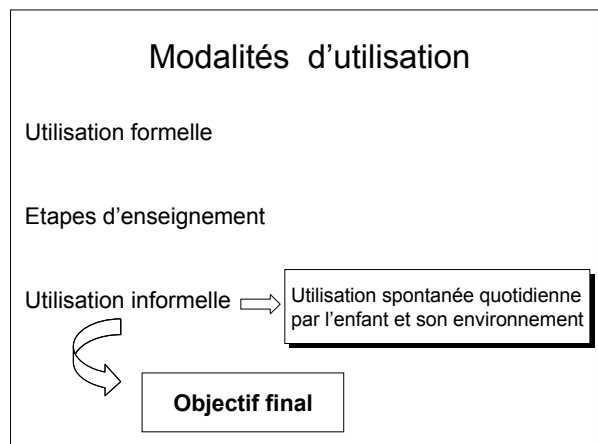 Modalités d’utilisation
Utilisation formelle
Etapes d’enseignement
Utilisation informelle
Utilisation spontanée quotidienne
par l’enfant et son environnement
Objectif final